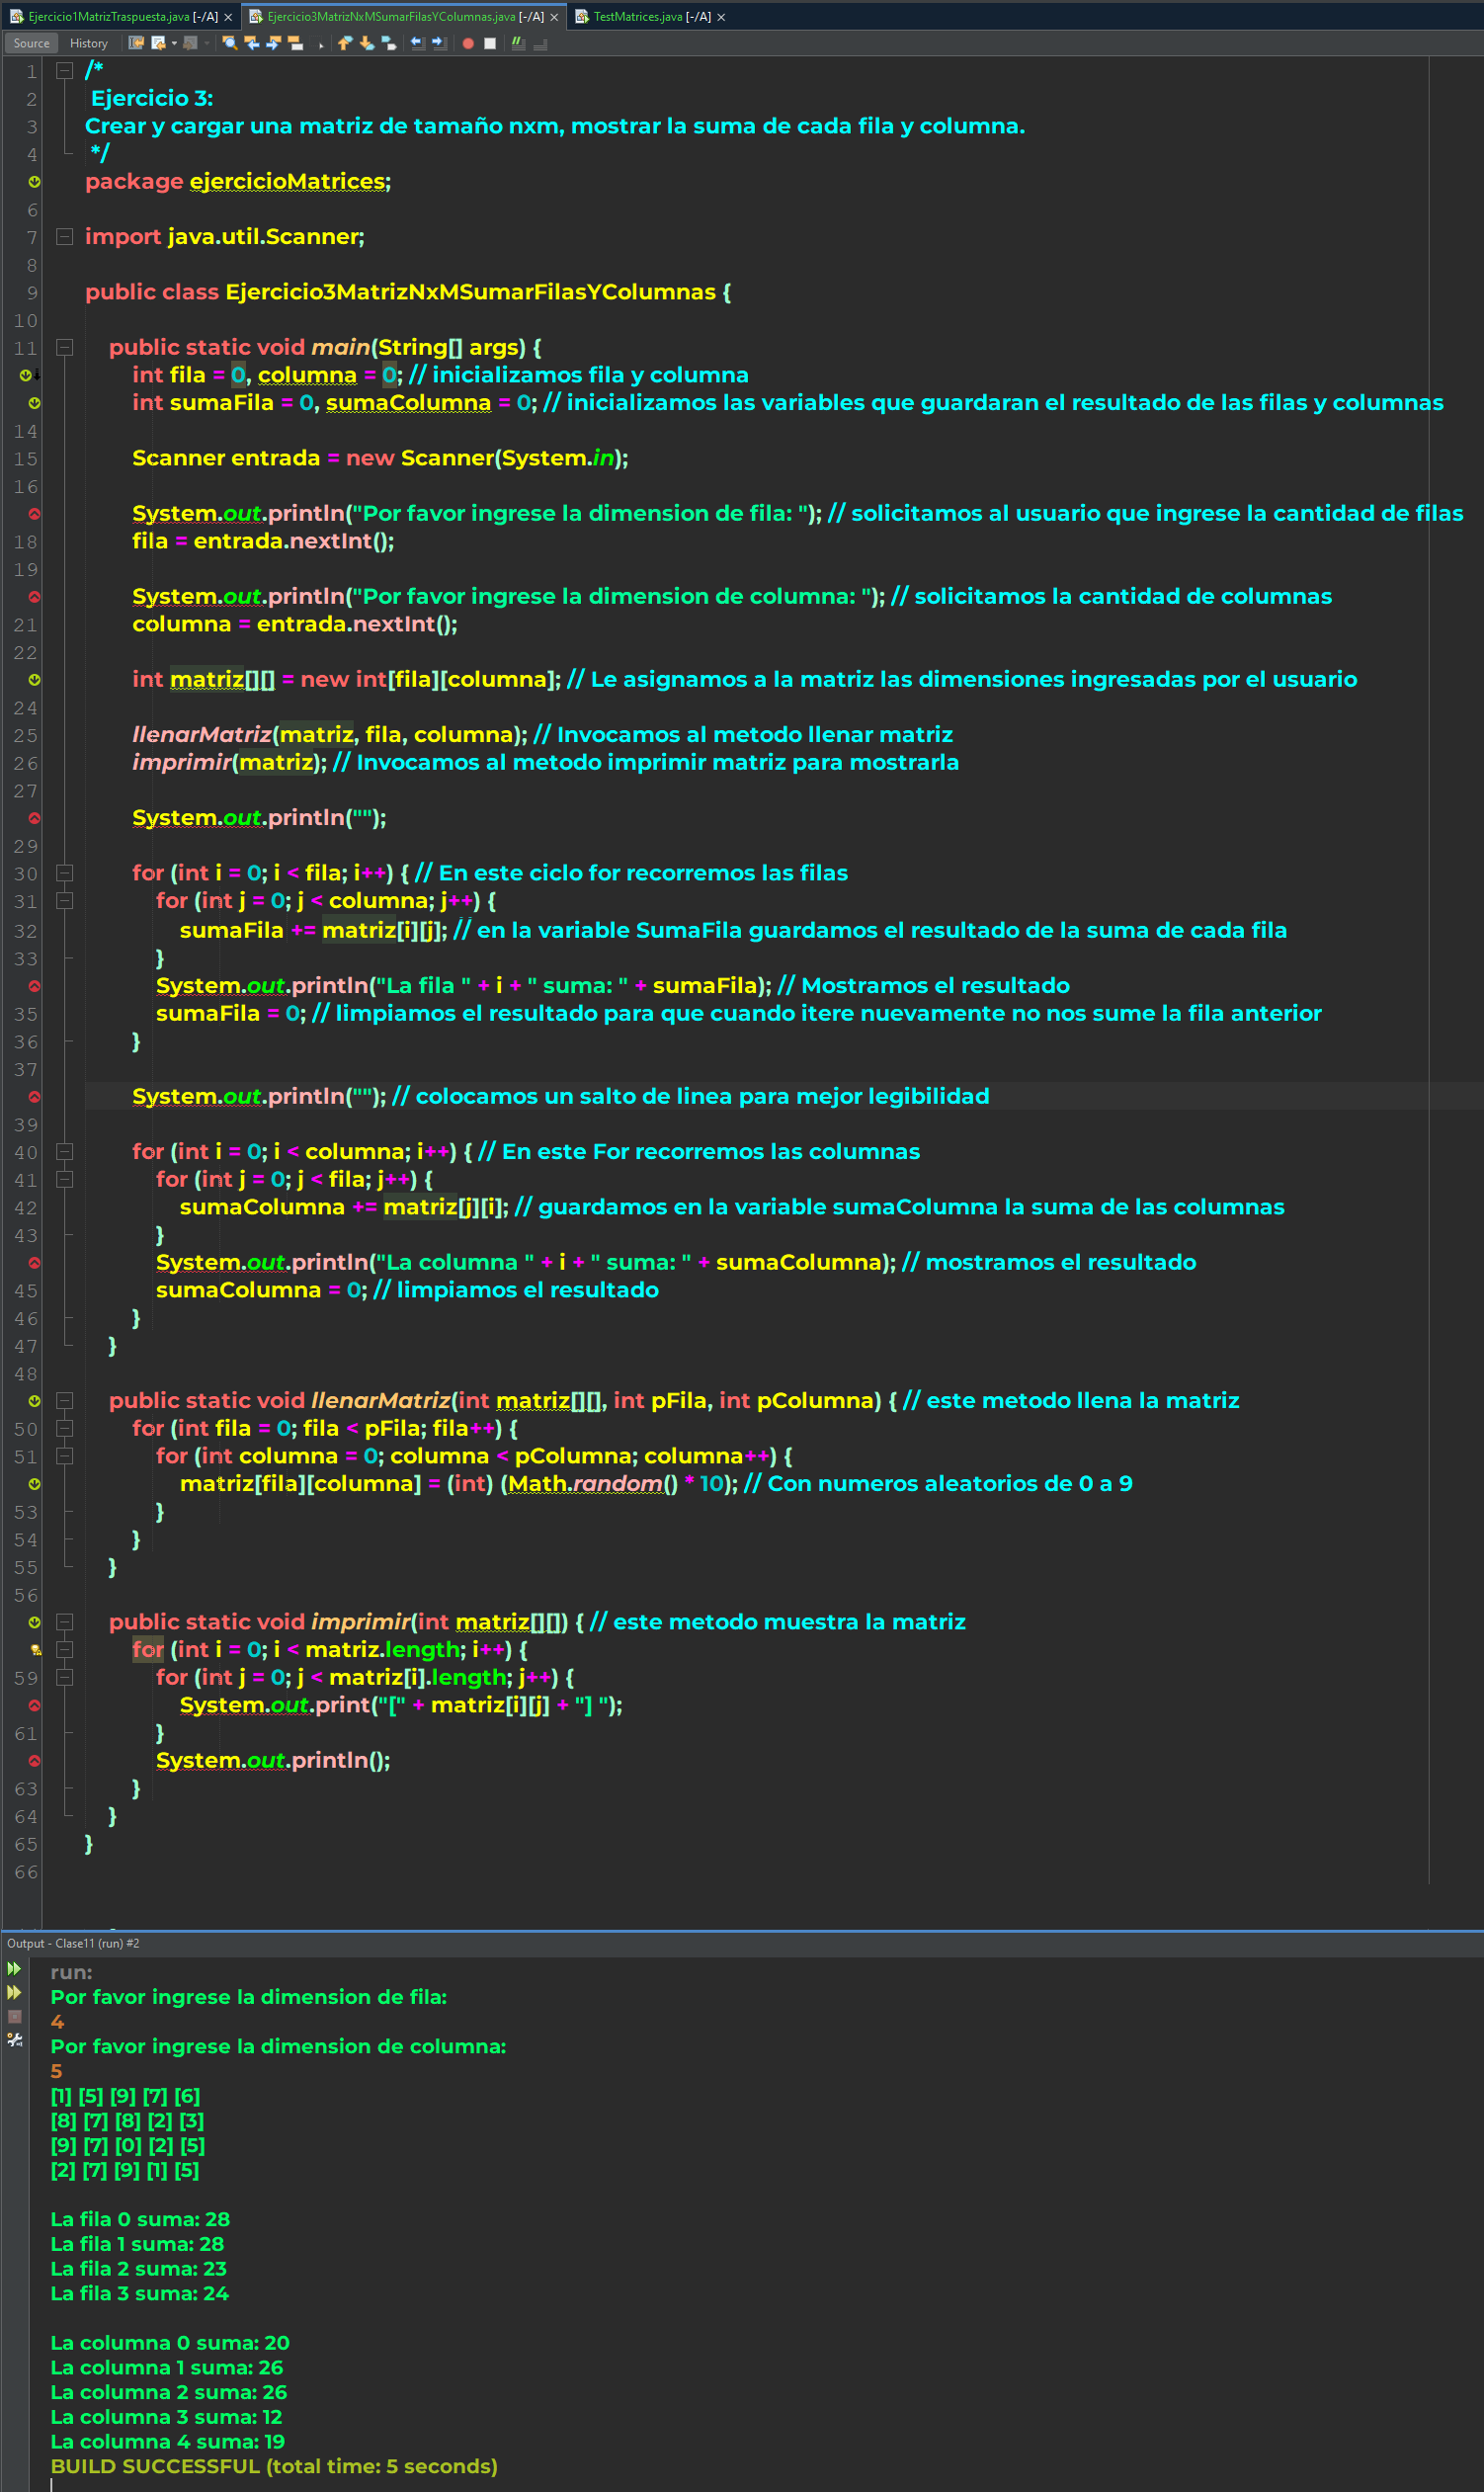 Ejercicio1MatrizTraspuesta.java [-/A] × Ejercicio3MatrizNxMSumarFilasYColumnas.java [-/A] × TestMatrices.java [-/A] ×
Source History
1 /*
2 Ejercicio 3:
3 Crear y cargar una matriz de tamaño nxm, mostrar la suma de cada fila y columna.
4 */
package ejercicioMatrices;
6
7 import java.util.Scanner;
8
9 public class Ejercicio3MatrizNxMSumarFilasYColumnas {
10
11 public static void main(String[] args) {
int fila = 0, columna = 0; // inicializamos fila y columna
int sumaFila = 0, sumaColumna = 0; // inicializamos las variables que guardaran el resultado de las filas y columnas
14
15 Scanner entrada = new Scanner(System.in);
16
System.out.println("Por favor ingrese la dimension de fila: "); // solicitamos al usuario que ingrese la cantidad de filas
18 fila = entrada.nextInt();
19
System.out.println("Por favor ingrese la dimension de columna: "); // solicitamos la cantidad de columnas
21 columna = entrada.nextInt();
22
int matriz[][] = new int[fila][columna]; // Le asignamos a la matriz las dimensiones ingresadas por el usuario
24
25 llenarMatriz(matriz, fila, columna); // Invocamos al metodo llenar matriz
26 imprimir(matriz); // Invocamos al metodo imprimir matriz para mostrarla
27
System.out.println("");
29
30 for (int i = 0; i < fila; i++) { // En este ciclo for recorremos las filas
31 for (int j = 0; j < columna; j++) {
32 sumaFila += matriz[i][j]; // en la variable SumaFila guardamos el resultado de la suma de cada fila
33 }
System.out.println("La fila " + i + " suma: " + sumaFila); // Mostramos el resultado
35 sumaFila = 0; // limpiamos el resultado para que cuando itere nuevamente no nos sume la fila anterior
36 }
37
System.out.println(""); // colocamos un salto de linea para mejor legibilidad
39
40 for (int i = 0; i < columna; i++) { // En este For recorremos las columnas
41 for (int j = 0; j < fila; j++) {
42 sumaColumna += matriz[j][i]; // guardamos en la variable sumaColumna la suma de las columnas
43 }
System.out.println("La columna " + i + " suma: " + sumaColumna); // mostramos el resultado
45 sumaColumna = 0; // limpiamos el resultado
46 }
47 }
48
public static void llenarMatriz(int matriz[][], int pFila, int pColumna) { // este metodo llena la matriz
50 for (int fila = 0; fila < pFila; fila++) {
51 for (int columna = 0; columna < pColumna; columna++) {
matriz[fila][columna] = (int) (Math.random() * 10); // Con numeros aleatorios de 0 a 9
53 }
54 }
55 }
56
public static void imprimir(int matriz[][]) { // este metodo muestra la matriz
for (int i = 0; i < matriz.length; i++) {
59 for (int j = 0; j < matriz[i].length; j++) {
System.out.print("[" + matriz[i][j] + "] ");
61 }
System.out.println();
63 }
64 }
65 }
66
Output - Clase11 (run) #2
run:
Por favor ingrese la dimension de fila:
4
Por favor ingrese la dimension de columna:
5
[1] [5] [9] [7] [6]
[8] [7] [8] [2] [3]
[9] [7] [0] [2] [5]
[2] [7] [9] [1] [5]
La fila 0 suma: 28
La fila 1 suma: 28
La fila 2 suma: 23
La fila 3 suma: 24
La columna 0 suma: 20
La columna 1 suma: 26
La columna 2 suma: 26
La columna 3 suma: 12
La columna 4 suma: 19
BUILD SUCCESSFUL (total time: 5 seconds)